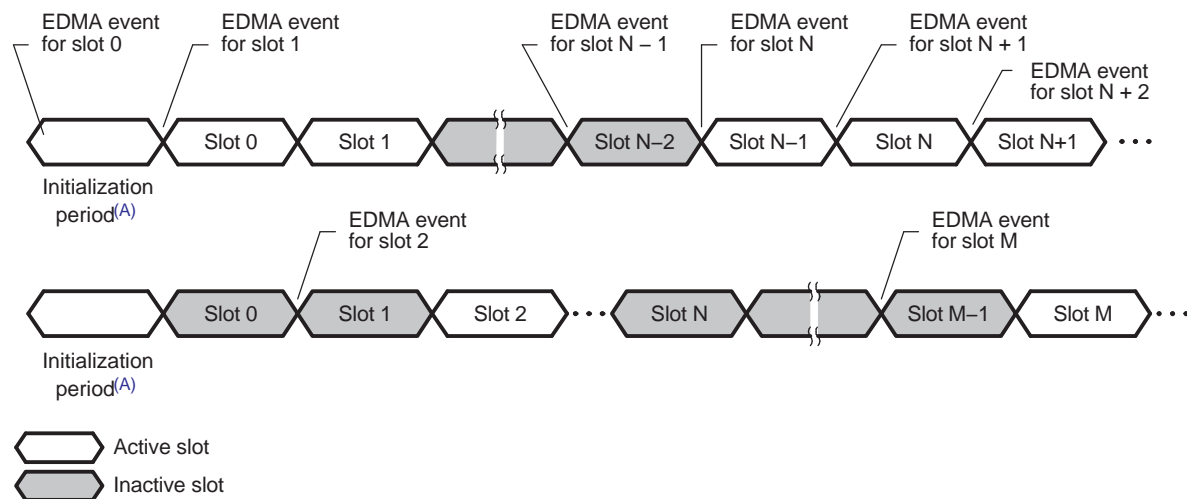 EDMA event
for slot 0
EDMA event
for slot 1
EDMA event
for slot N – 1
EDMA event
for slot N
EDMA event
for slot N + 1
EDMA event
for slot N + 2
Slot 0
Slot 1
Slot N–2
Slot N–1
Slot N
Slot N+1
Initialization
period(A)
EDMA event
for slot 2
EDMA event
for slot M
Slot 0
Slot 1
Slot 2
Slot N
Slot M–1
Slot M
Initialization
period(A)
Active slot
Inactive slot